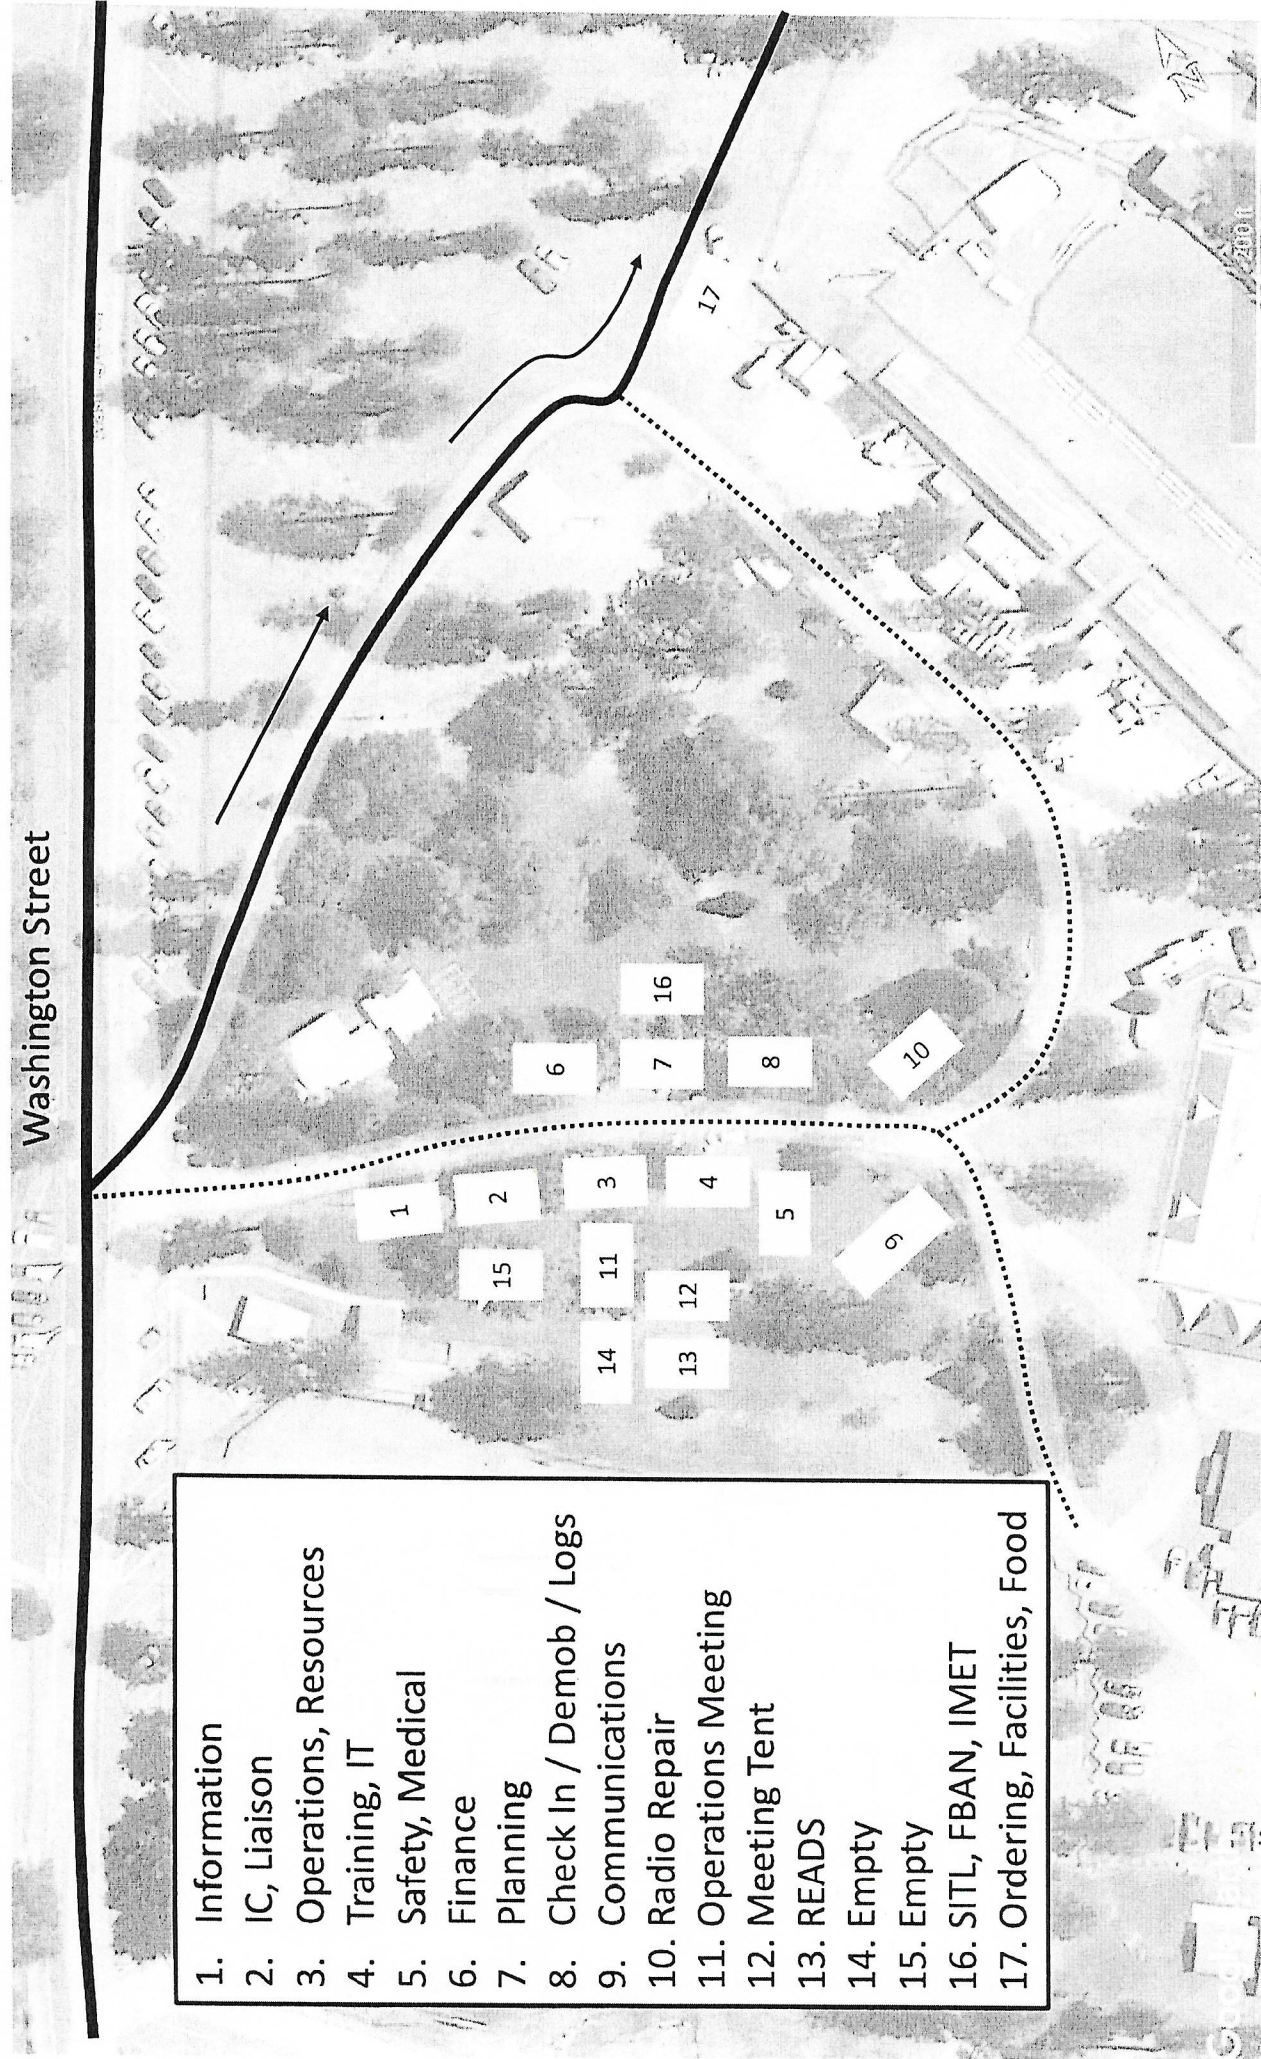 Washington Street
1. Information
2. IC, Liaison
3. Operations, Resources
4. Training, IT
5. Safety, Medical
6. Finance
7. Planning
8. Check In / Demob / Logs
9. Communications
10. Radio Repair
11. Operations Meeting
12. Meeting Tent
13. READS
14. Empty
15. Empty
16. SITL, FBAN, IMET
17. Ordering, Facilities, Food
1
2
3
4
5
6
7
8
9
10
11
12
13
14
15
16
17
N